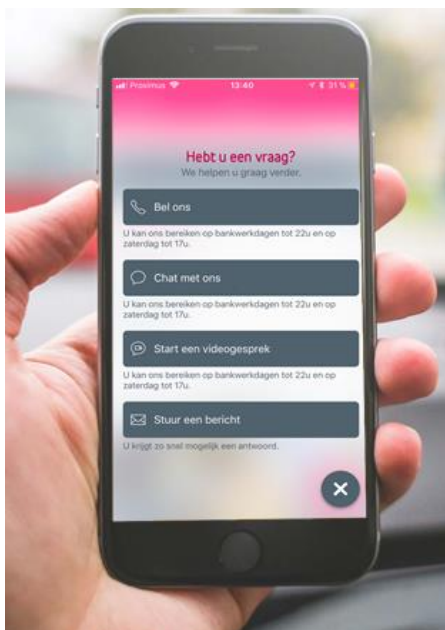 Proximus 13:40 31 %
Hebt u een vraag?
We helpen u graag verder.
Bel ons
U kan ons bereiken op bankwerkdagen tot 22u en op
zaterdag tot 17u.
Chat met ons
U kan ons bereiken op bankwerkdagen tot 22u en op
zaterdag tot 17u.
Start een videogesprek
U kan ons bereiken op bankwerkdagen tot 22u en op
zaterdag tot 17u.
Stuur een bericht
U krijgt zo snel mogelijk een antwoord.